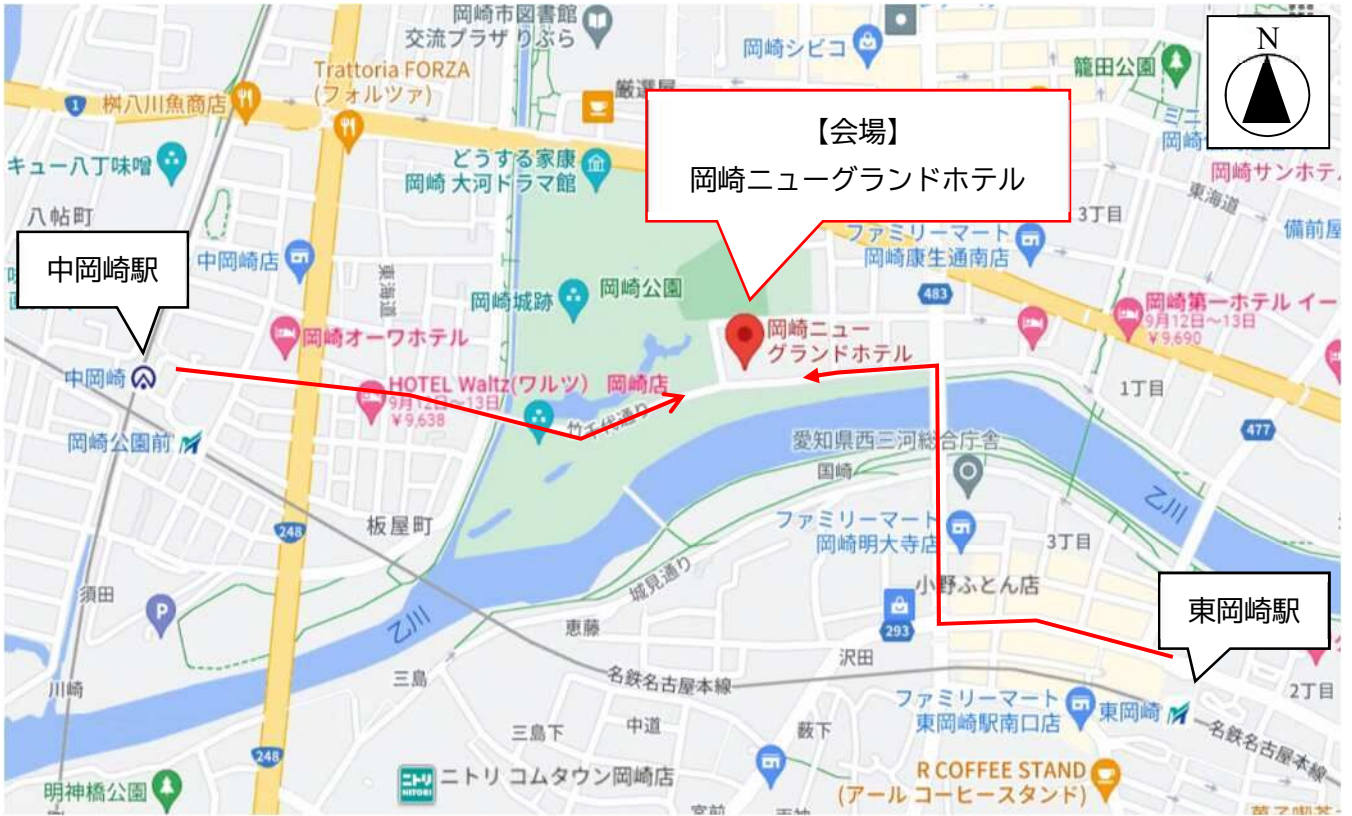 岡崎市図書館
交流プラザ りぶら
岡崎シビコ
籠田公園
N
Trattoria FORZA
(フォルツァ)
1
桝八川魚商店
厳選屋
【会場】
岡崎ニューグランドホテル
キュー八丁味噌
どうする家康
岡崎 大河ドラマ館
岡崎サンホテ
東海道
3丁目
八帖町
備前屋
ファミリーマート
岡崎康生通南店
中岡崎駅
中岡崎店
東海道
岡崎城跡
岡崎公園
483
岡崎第一ホテル イー
9月12日~13日
¥ 9,690
岡崎ニュー
グランドホテル
岡崎オーワホテル
中岡崎
HOTEL Waltz(ワルツ) 岡崎店
9月12日~13日
¥ 9,638
竹千代通り
1丁目
岡崎公園前
愛知県西三河総合庁舎
477
国崎
乙川
248
板屋町
ファミリーマート
岡崎明大寺店
3丁目
城見通り
小野ふとん店
須田
P
乙川
恵藤
293
東岡崎駅
沢田
三島
名鉄名古屋本線
川崎
2丁目
ファミリーマート
東岡崎駅南口店
東岡崎
三島下
中道
薮下
名鉄名古屋本線
248
明神橋公園
ニトリ
NITORI
ニトリ コムタウン岡崎店
R COFFEE STAND
(アール コーヒースタンド)